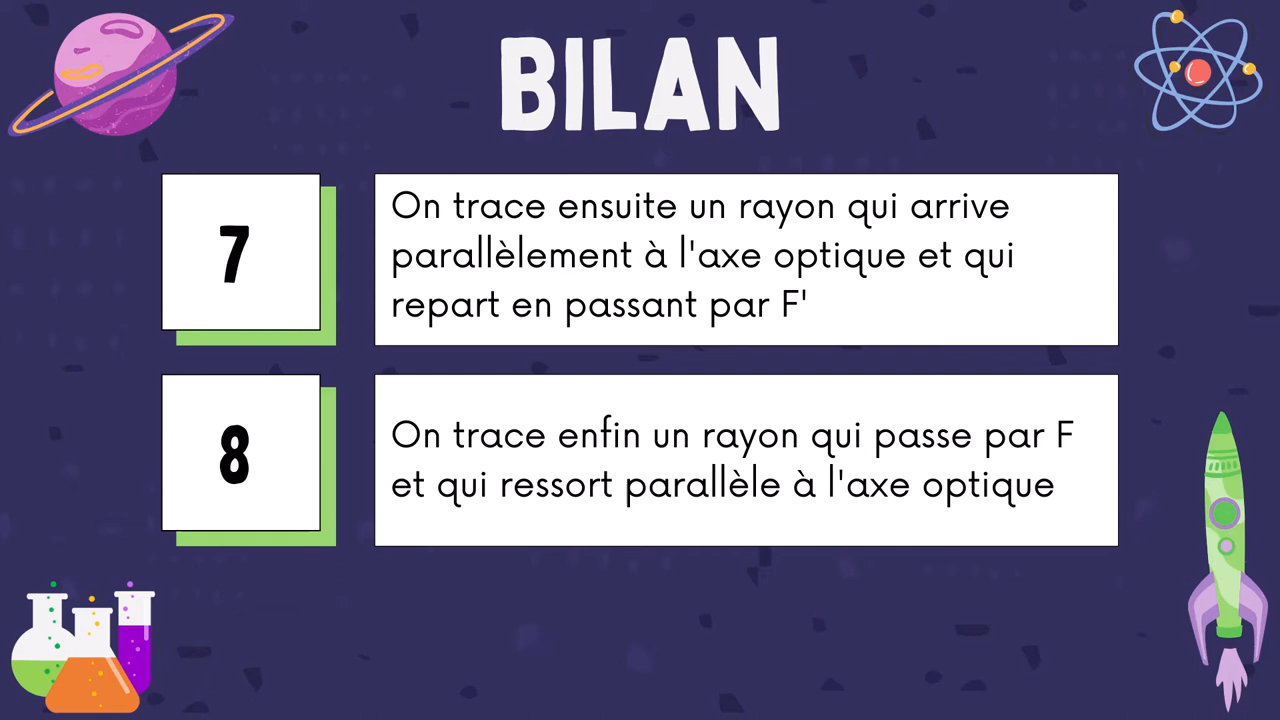 BILAN
7
On trace ensuite un rayon qui arrive
parallèlement à l'axe optique et qui
repart en passant par F'
8
On trace enfin un rayon qui passe par F
et qui ressort parallèle à l'axe optique